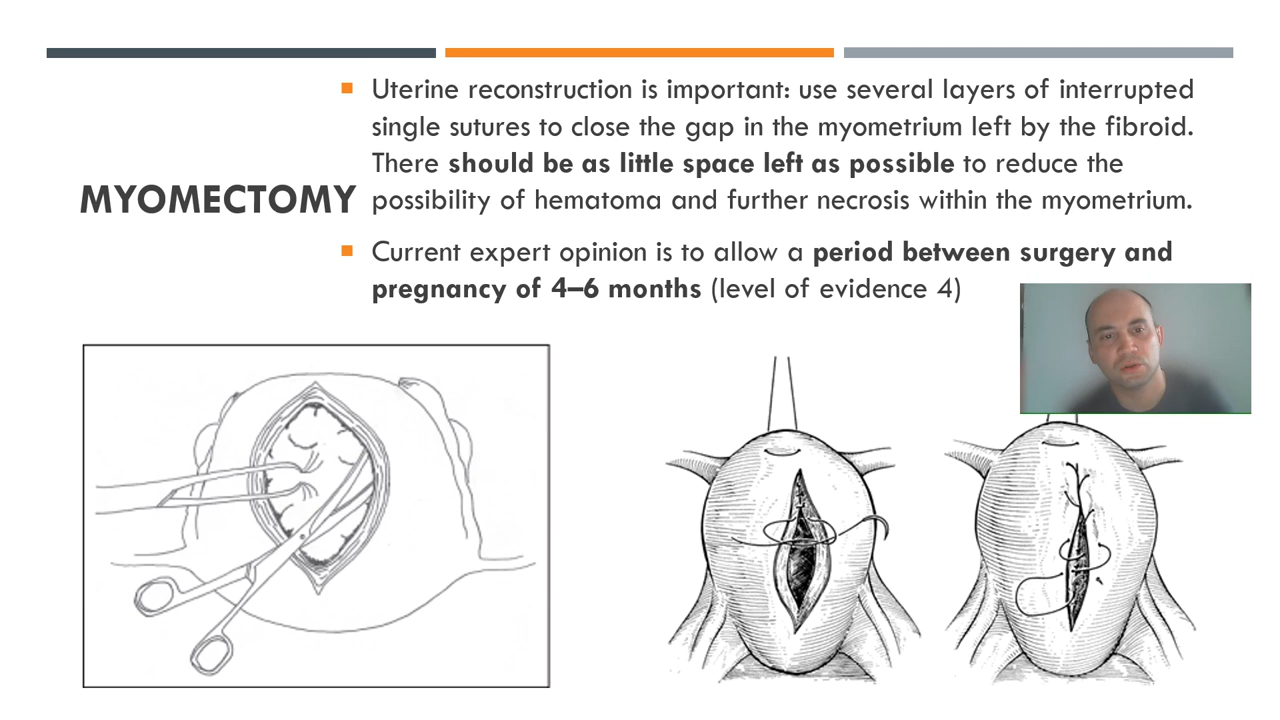 MYOMECTOMY
Uterine reconstruction is important: use several layers of interrupted
single sutures to close the gap in the myometrium left by the fibroid.
There should be as little space left as possible to reduce the
possibility of hematoma and further necrosis within the myometrium.
Current expert opinion is to allow a period between surgery and
pregnancy of 4–6 months (level of evidence 4)